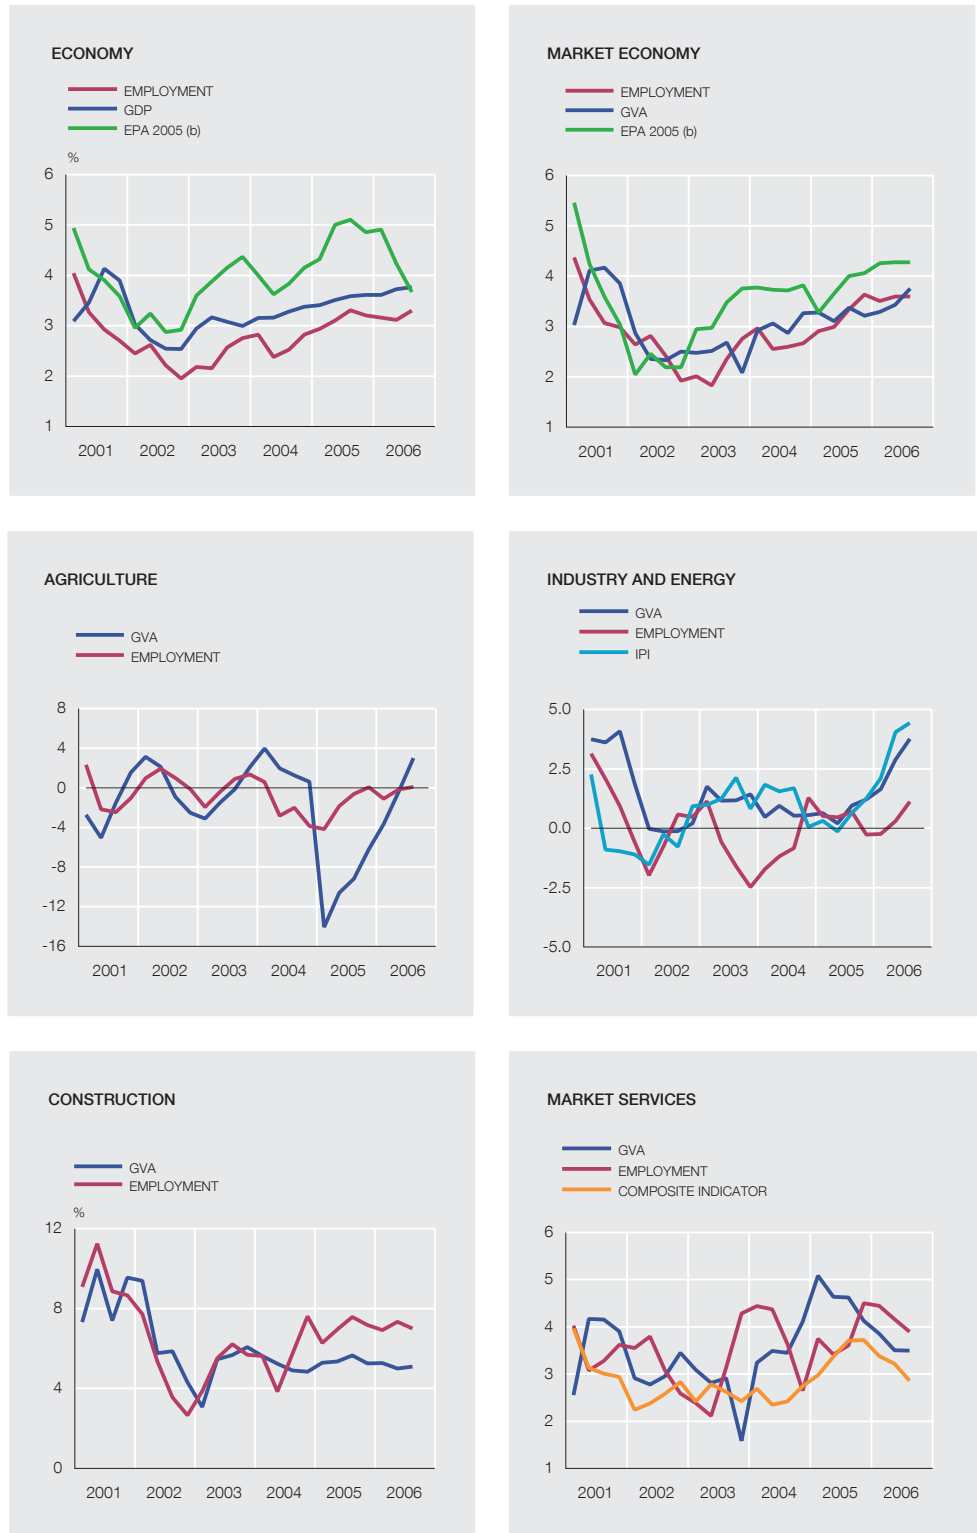 ECONOMY
EMPLOYMENT
GDP
EPA 2005 (b)
%
6
5
4
3
2
1
2001 2002 2003 2004 2005 2006
MARKET ECONOMY
EMPLOYMENT
GVA
EPA 2005 (b)
6
5
4
3
2
1
2001 2002 2003 2004 2005 2006
AGRICULTURE
GVA
EMPLOYMENT
8
4
0
-4
-8
-12
-16
2001 2002 2003 2004 2005 2006
INDUSTRY AND ENERGY
GVA
EMPLOYMENT
IPI
5.0
2.5
0.0
-2.5
-5.0
2001 2002 2003 2004 2005 2006
CONSTRUCTION
GVA
EMPLOYMENT
%
12
8
4
0
2001 2002 2003 2004 2005 2006
MARKET SERVICES
GVA
EMPLOYMENT
COMPOSITE INDICATOR
6
5
4
3
2
1
2001 2002 2003 2004 2005 2006